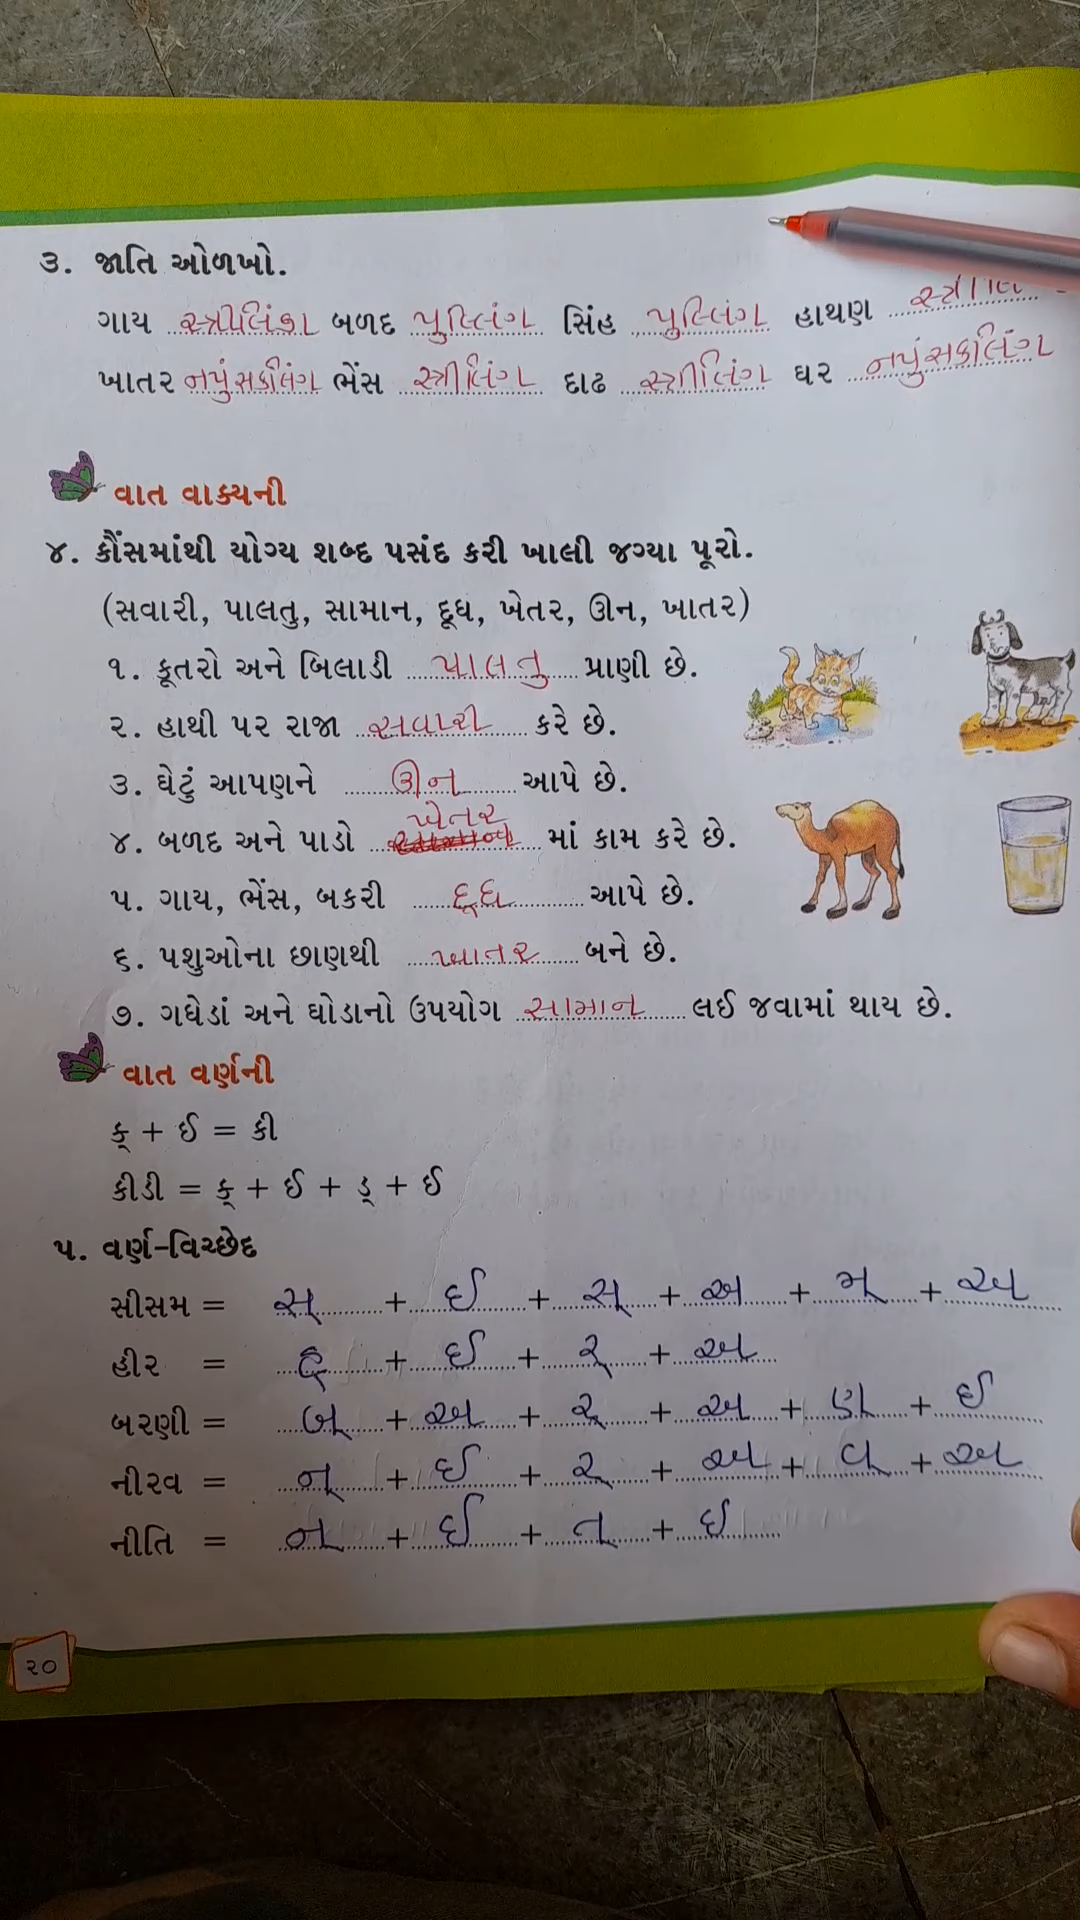 ૩. જાતિ ઓળખો.
ગાય સ્ત્રીલિંગ બળદ પુલ્લિંગ સિંહ પુલ્લિંગ હાથણ
ખાતર નપુંસકલિંગ ભેંસ સ્ત્રીલિંગ દાઢ સ્ત્રીલિંગ ઘર નપુંસકલિંગ
વાત વાક્યની
૪. કૌંસમાંથી યોગ્ય શબ્દ પસંદ કરી ખાલી જગ્યા પૂરો.
(સવારી, પાલતુ, સામાન, દૂધ, ખેતર, ઊન, ખાતર)
૧. કૂતરો અને બિલાડી પાલતુ પ્રાણી છે.
૨. હાથી પર રાજા સવારી કરે છે.
૩. ઘેટું આપણને ઊન આપે છે.
૪. બળદ અને પાડો ખેતર માં કામ કરે છે.
૫. ગાય, ભેંસ, બકરી દૂધ આપે છે.
૬. પશુઓના છાણથી ખાતર બને છે.
૭. ગધેડાં અને ઘોડાનો ઉપયોગ સામાન લઈ જવામાં થાય છે.
વાત વર્ણની
ક્ + ઈ = કી
કીડી = ક્ + ઈ + ડ્ + ઈ
૫. વર્ણ-વિચ્છેદ
સીસમ = સ્ + ઈ + સ્ + અ + મ્ + અ
હીર = હ્ + ઈ + ર્ + અ
બરણી = બ્ + અ + ર્ + અ + ણ્ + ઈ
નીરવ = ન્ + ઈ + ર્ + અ + વ્ + અ
નીતિ = ન્ + ઈ + ત્ + ઇ
૨૦